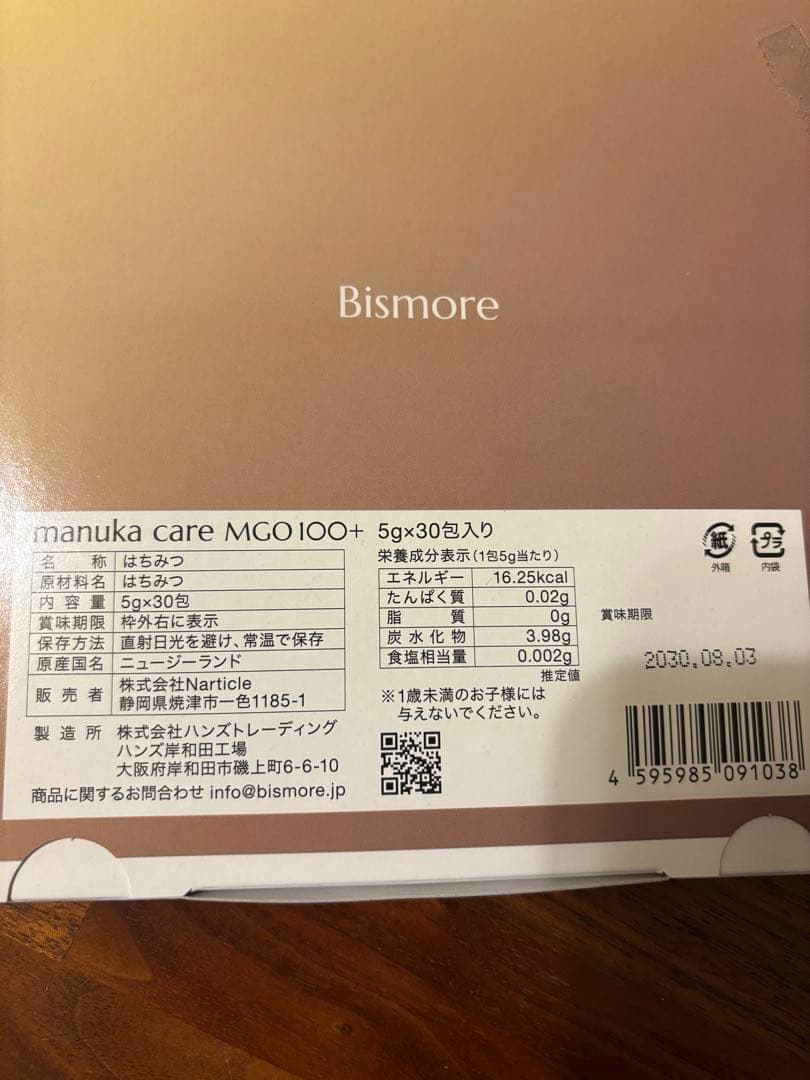 Bismore
manuka care MGO100+ 5g×30包入り
名称 はちみつ
原材料名 はちみつ
内容量 5g×30包
賞味期限 枠外右に表示
保存方法 直射日光を避け、常温で保存
原産国名 ニュージーランド
販売者 株式会社Narticle
静岡県焼津市一色1185-1
製造所 株式会社ハンズトレーディング
ハンズ岸和田工場
大阪府岸和田市磯上町6-6-10
商品に関するお問合わせ info@bismore.jp
栄養成分表示(1包5g当たり)
エネルギー 16.25kcal
たんぱく質 0.02g
脂質 0g
炭水化物 3.98g
食塩相当量 0.002g
推定値
※1歳未満のお子様には
与えないでください。
紙 プラ
外箱 内袋
賞味期限
2030.08.03
4 595985 091038